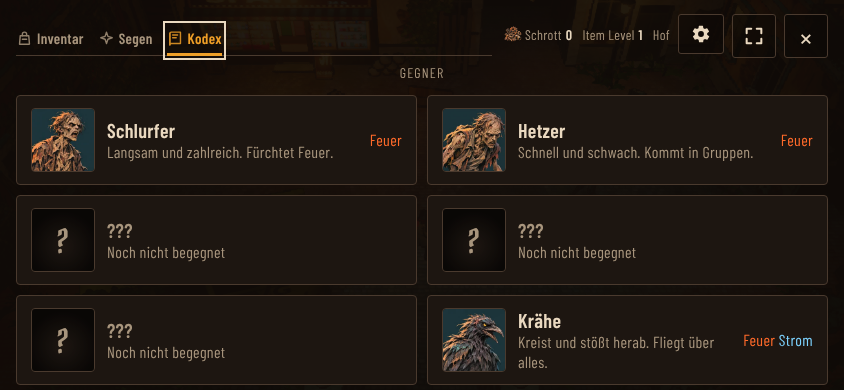 Inventar Segen Kodex Schrott 0 Item Level 1 Hof
GEGNER
Schlurfer
Langsam und zahlreich. Fürchtet Feuer.
Feuer
Hetzer
Schnell und schwach. Kommt in Gruppen.
Feuer
?
???
Noch nicht begegnet
?
???
Noch nicht begegnet
?
???
Noch nicht begegnet
Krähe
Kreist und stößt herab. Fliegt über
alles.
Feuer Strom